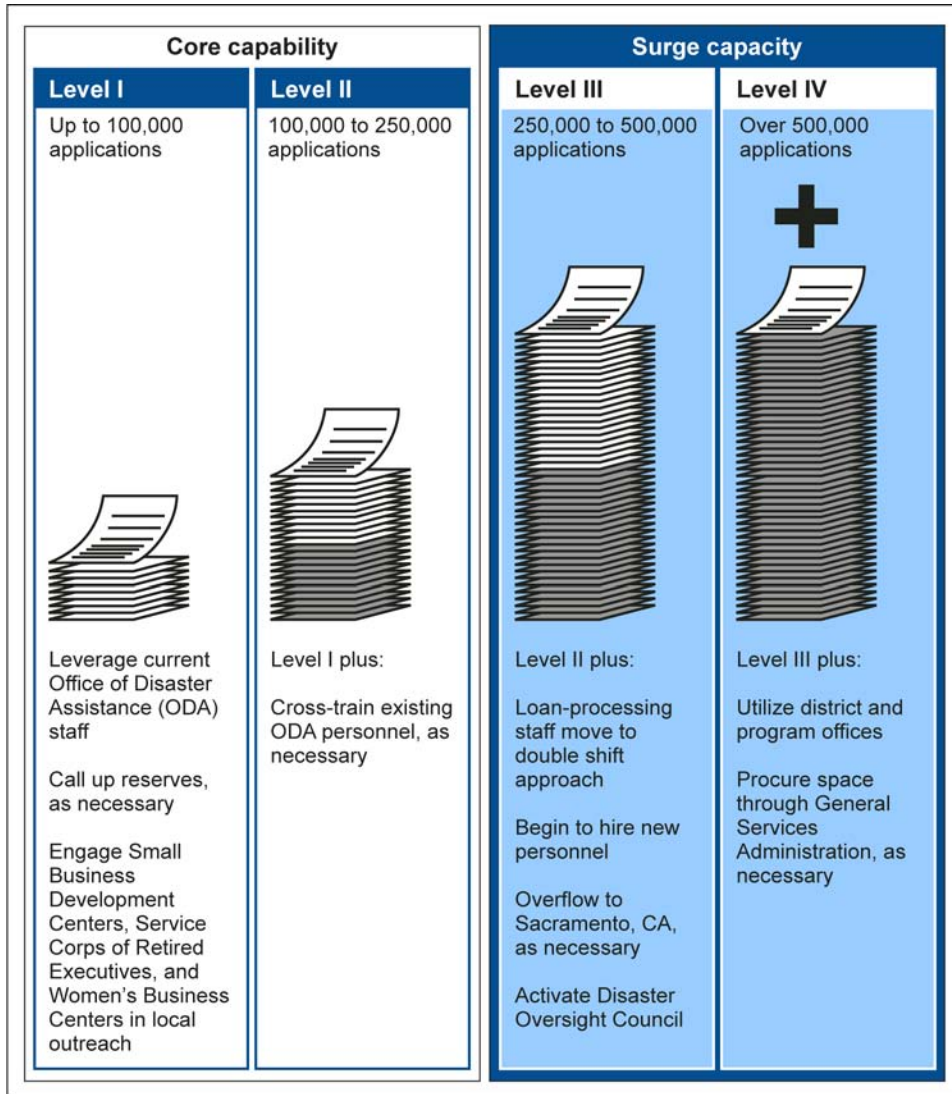 Core capability
Surge capacity
Level I
Up to 100,000
applications
Leverage current
Office of Disaster
Assistance (ODA)
staff
Call up reserves,
as necessary
Engage Small
Business
Development
Centers, Service
Corps of Retired
Executives, and
Women's Business
Centers in local
outreach
Level II
100,000 to 250,000
applications
Level I plus:
Cross-train existing
ODA personnel, as
necessary
Level III
250,000 to 500,000
applications
Level II plus:
Loan-processing
staff move to
double shift
approach
Begin to hire new
personnel
Overflow to
Sacramento, CA,
as necessary
Activate Disaster
Oversight Council
Level IV
Over 500,000
applications
Level III plus:
Utilize district and
program offices
Procure space
through General
Services
Administration, as
necessary